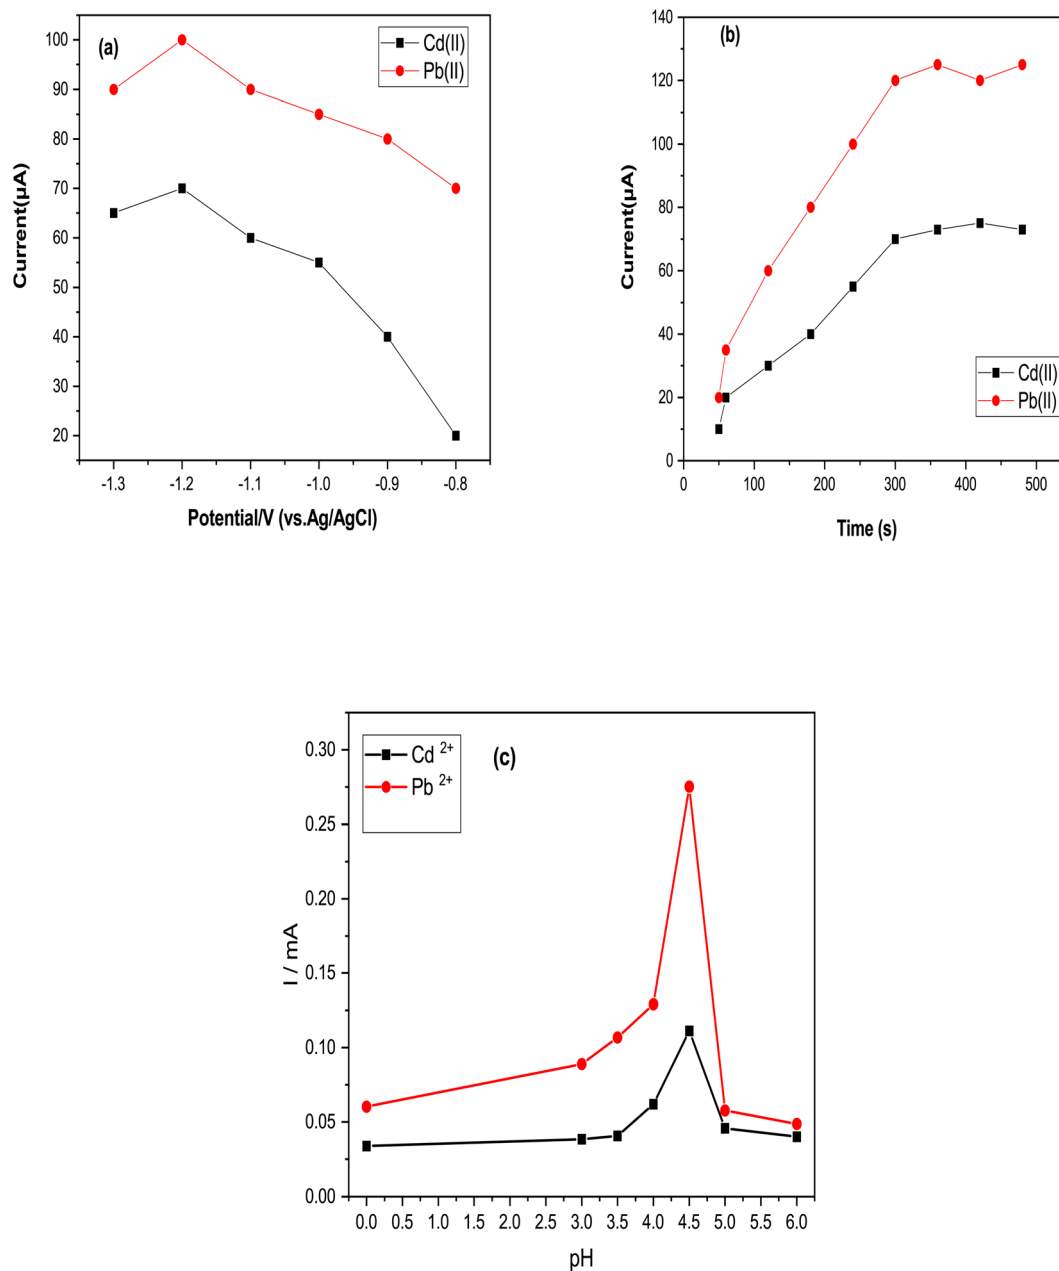 (a)
Cd(II)
Pb(II)
100
90
80
70
60
50
40
30
20
Current(µA)
-1.3 -1.2 -1.1 -1.0 -0.9 -0.8
Potential/V (vs.Ag/AgCl)
(b)
140
120
100
80
60
40
20
0
Current(µA)
Cd(II)
Pb(II)
0 100 200 300 400 500
Time (s)
(c)
Cd 2+
Pb 2+
0.30
0.25
0.20
0.15
0.10
0.05
0.00
I / mA
0.0 0.5 1.0 1.5 2.0 2.5 3.0 3.5 4.0 4.5 5.0 5.5 6.0
pH